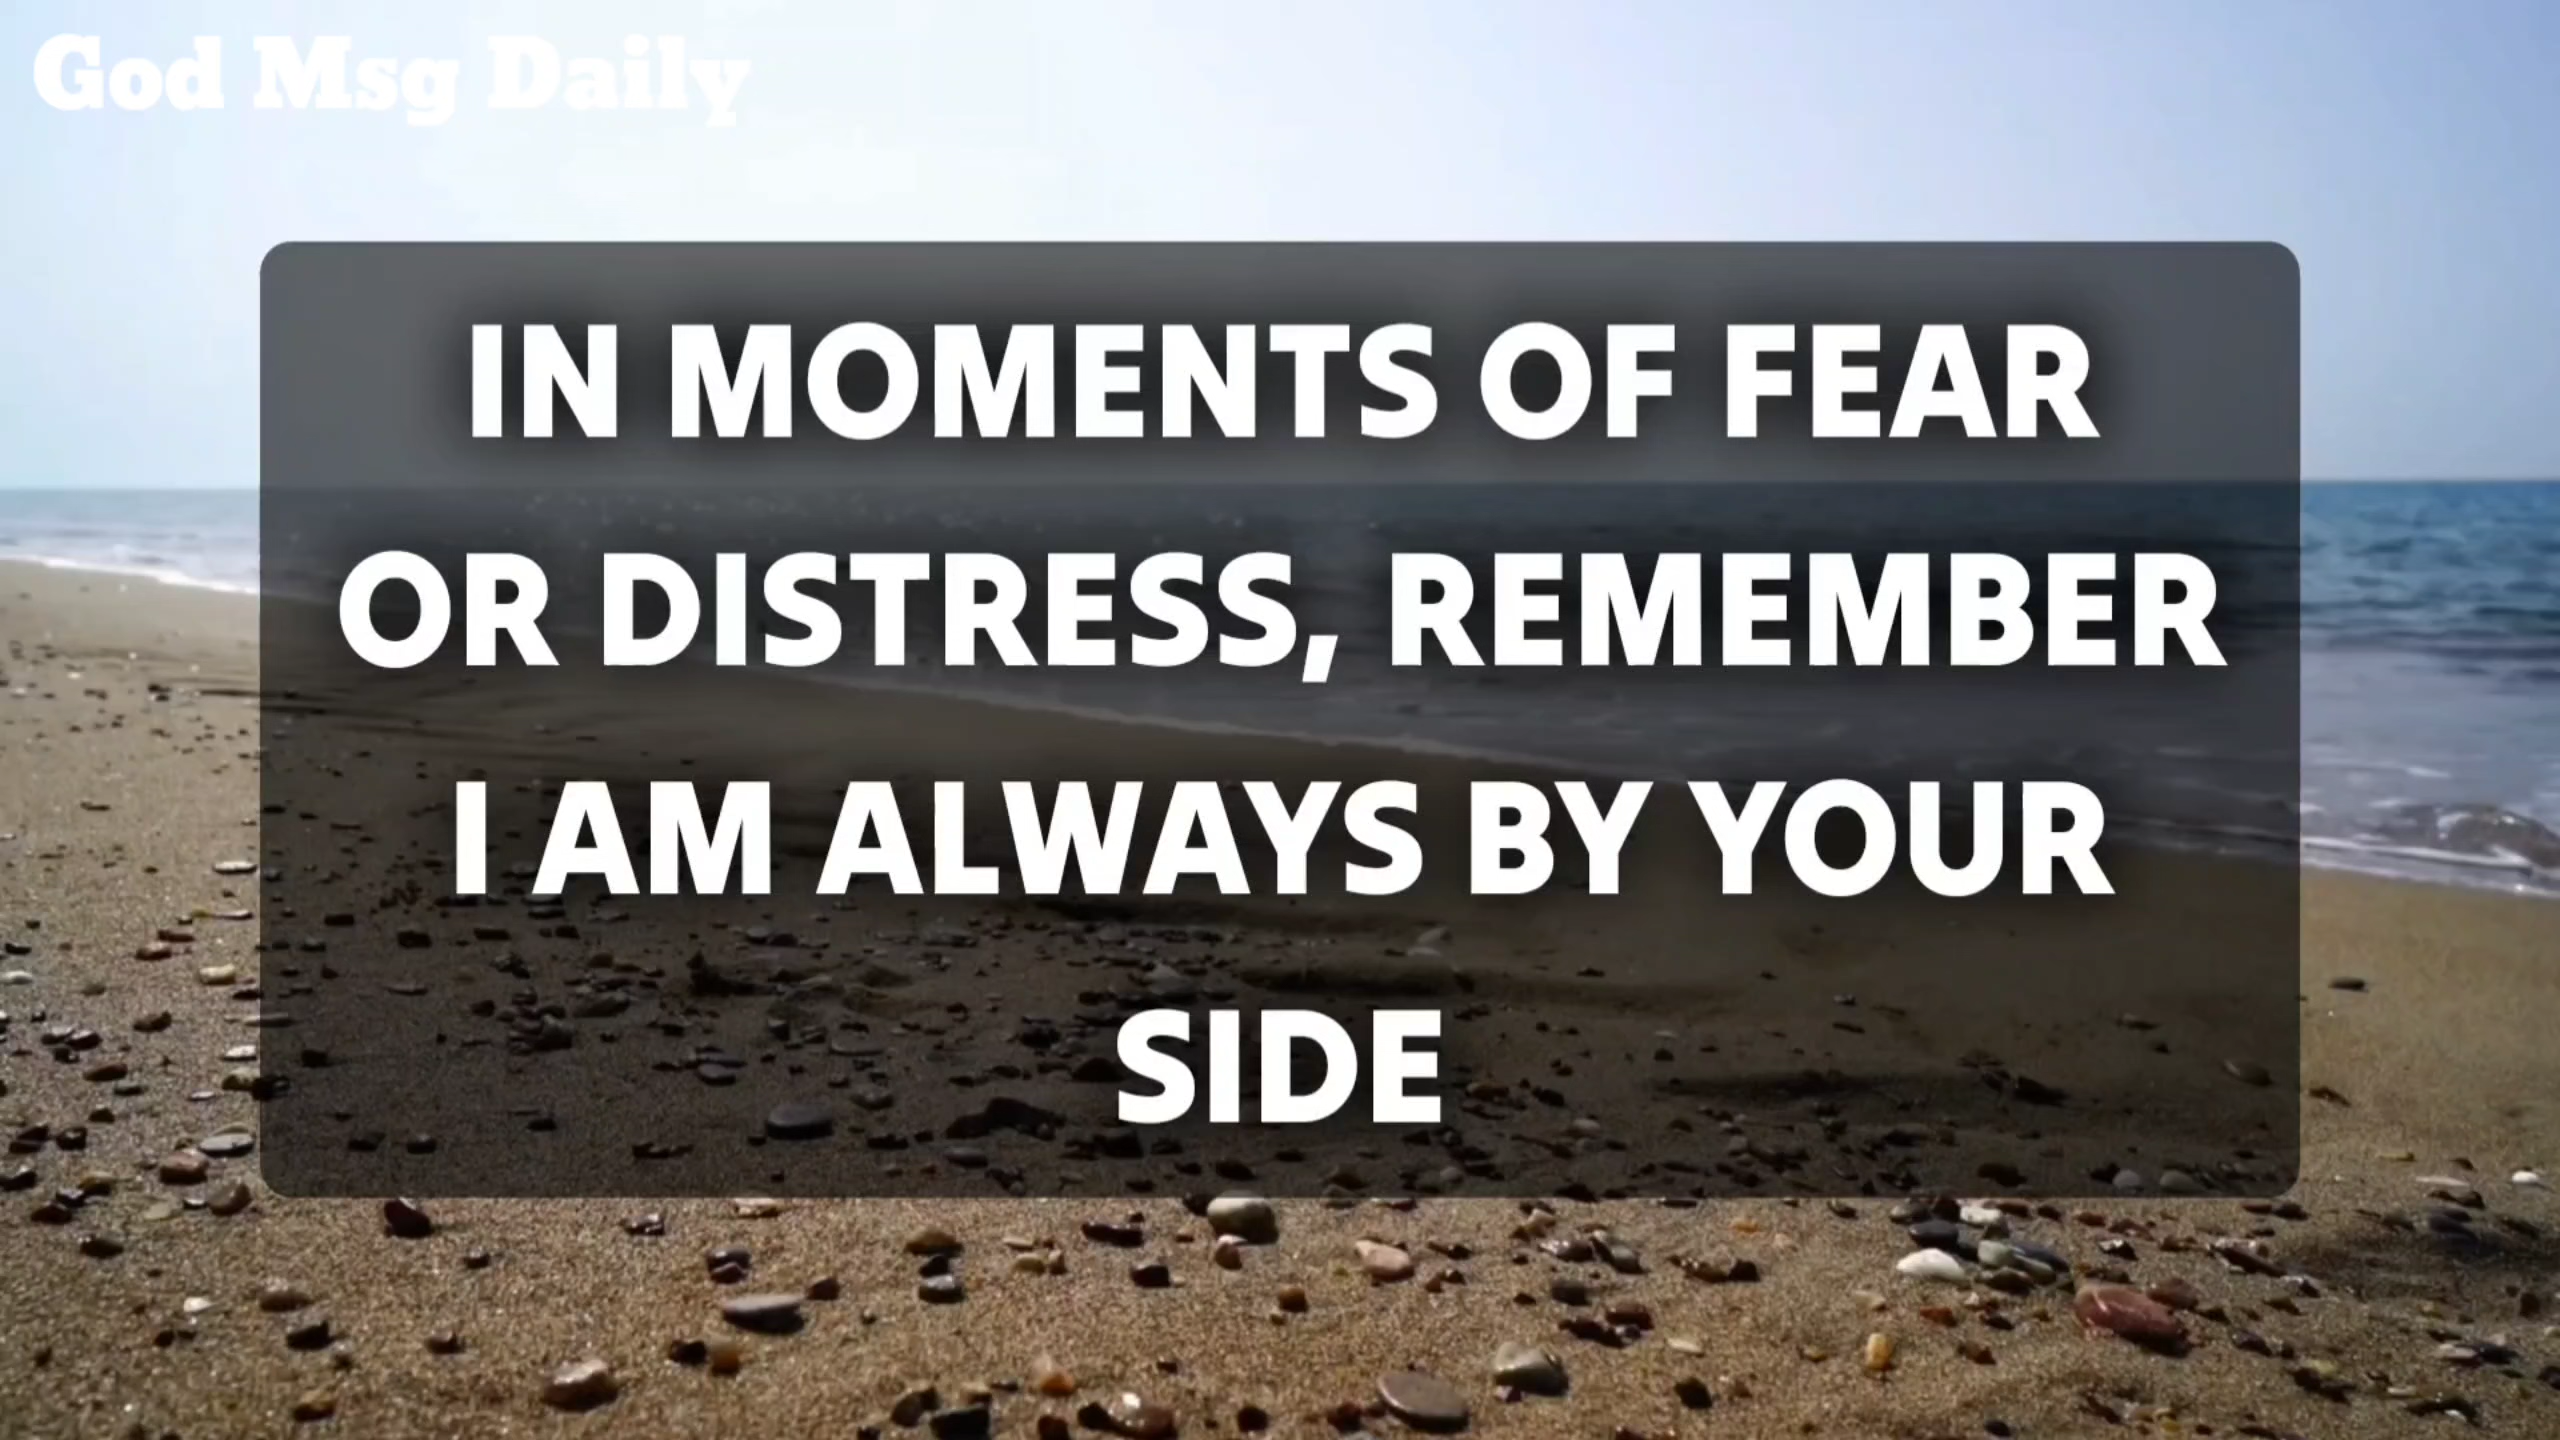 God Msg Daily
IN MOMENTS OF FEAR
OR DISTRESS, REMEMBER
I AM ALWAYS BY YOUR
SIDE